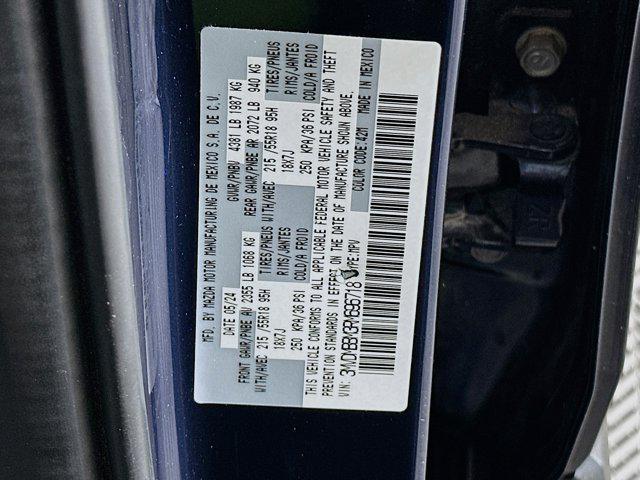 MFD. BY MAZDA MOTOR MANUFACTURING DE MEXICO S.A. DE C.V.
DATE 05/24 GVWR/PNBV 4381 LB 1987 KG
FRONT GAWR/PNBE AV 2355 LB 1068 KG REAR GAWR/PNBE AR 2072 LB 940 KG
WITH/AVEC 215/55R18 95H TIRES/PNEUS WITH/AVEC 215/55R18 95H TIRES/PNEUS
18X7J RIMS/JANTES 18X7J RIMS/JANTES
250 KPA/36 PSI COLD/A FROID 250 KPA/36 PSI COLD/A FROID
THIS VEHICLE CONFORMS TO ALL APPLICABLE FEDERAL MOTOR VEHICLE SAFETY AND THEFT
PREVENTION STANDARDS IN EFFECT ON THE DATE OF MANUFACTURE SHOWN ABOVE.
VIN: TYPE:MPV COLOR CODE: 42M MADE IN MEXICO